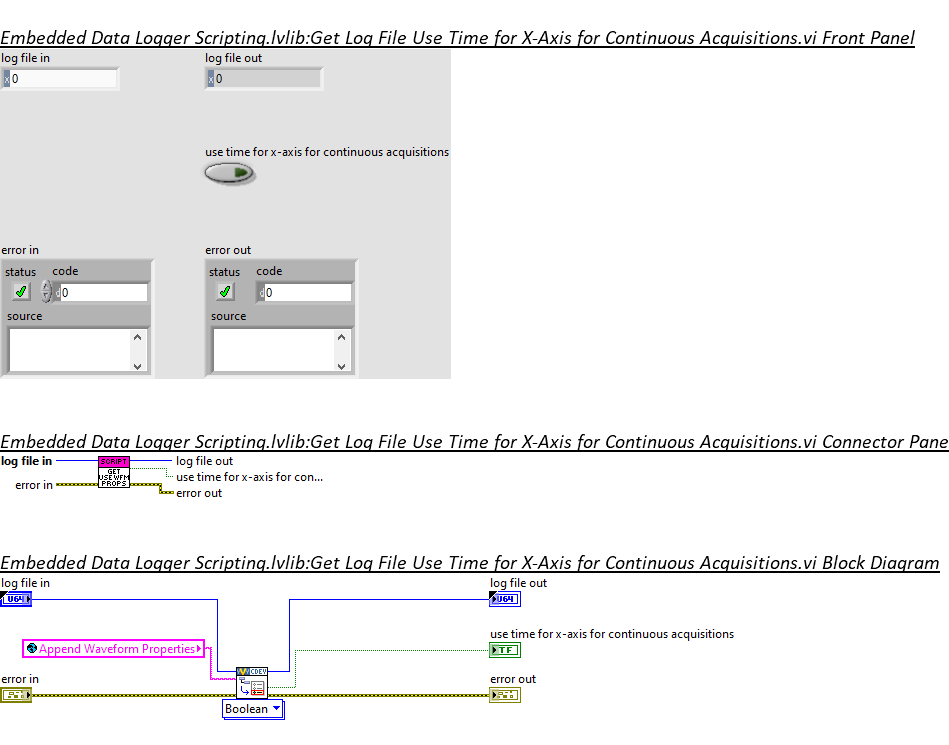 Embedded Data Logger Scripting.lvlib:Get Log File Use Time for X-Axis for Continuous Acquisitions.vi Front Panel
log file in log file out
x 0 x 0
use time for x-axis for continuous acquisitions
error in error out
status code status code
d 0 d 0
source source
Embedded Data Logger Scripting.lvlib:Get Log File Use Time for X-Axis for Continuous Acquisitions.vi Connector Pane
log file in SCRIPT log file out
GET use time for x-axis for con...
error in USE WFM PROPS error out
Embedded Data Logger Scripting.lvlib:Get Log File Use Time for X-Axis for Continuous Acquisitions.vi Block Diagram
log file in log file out
U64 U64
use time for x-axis for continuous acquisitions
Append Waveform Properties TF
CDEV
error in error out
Boolean